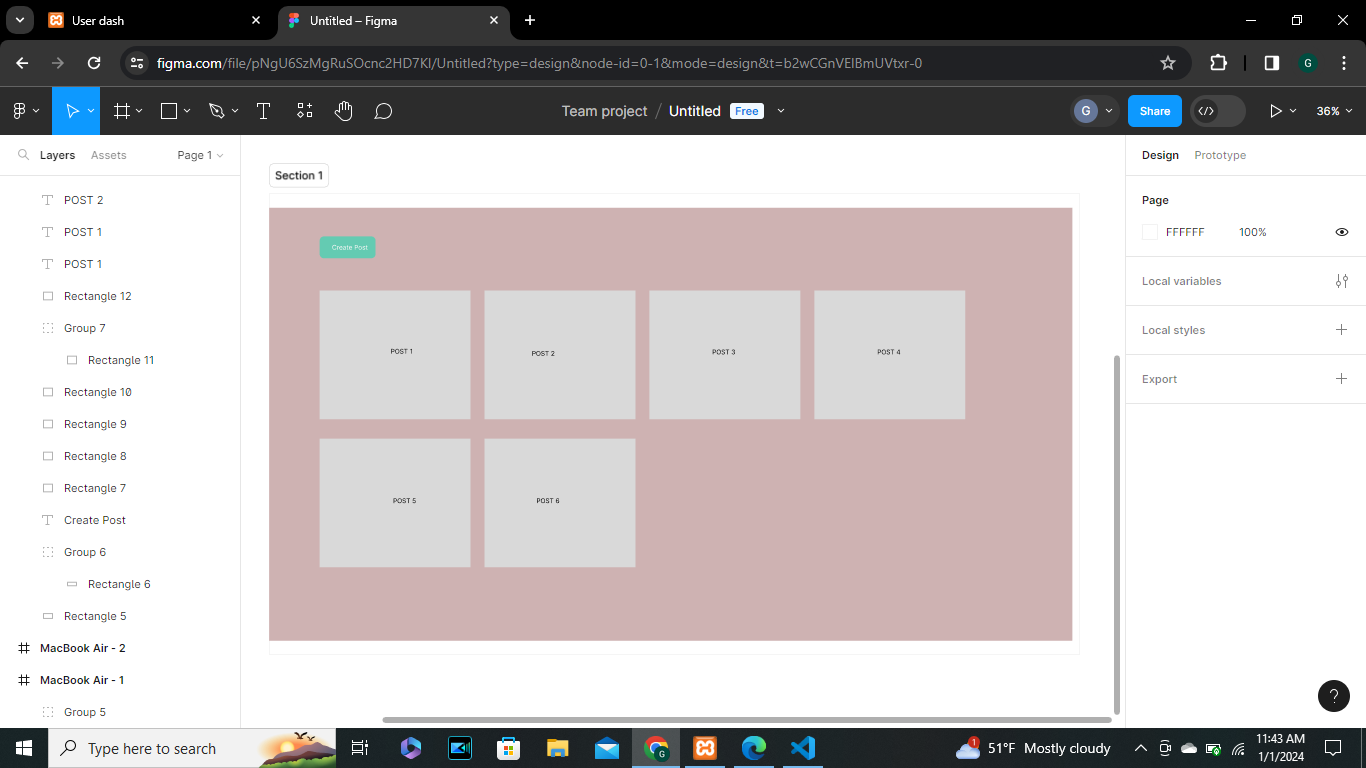 User dash
Untitled – Figma
figma.com/file/pNgU6SzMgRuSOcnc2HD7Kl/Untitled?type=design&node-id=0-1&mode=design&t=b2wCGnVElBmUVtxr-0
G
Team project / Untitled Free
G
Share
36%
Layers Assets Page 1
POST 2
POST 1
POST 1
Rectangle 12
Group 7
Rectangle 11
Rectangle 10
Rectangle 9
Rectangle 8
Rectangle 7
Create Post
Group 6
Rectangle 6
Rectangle 5
MacBook Air - 2
MacBook Air - 1
Group 5
Section 1
Create Post
POST 1
POST 2
POST 3
POST 4
POST 5
POST 6
Design Prototype
Page
FFFFFF 100%
Local variables
Local styles
Export
?
Type here to search
G
1
51°F Mostly cloudy
11:43 AM
1/1/2024